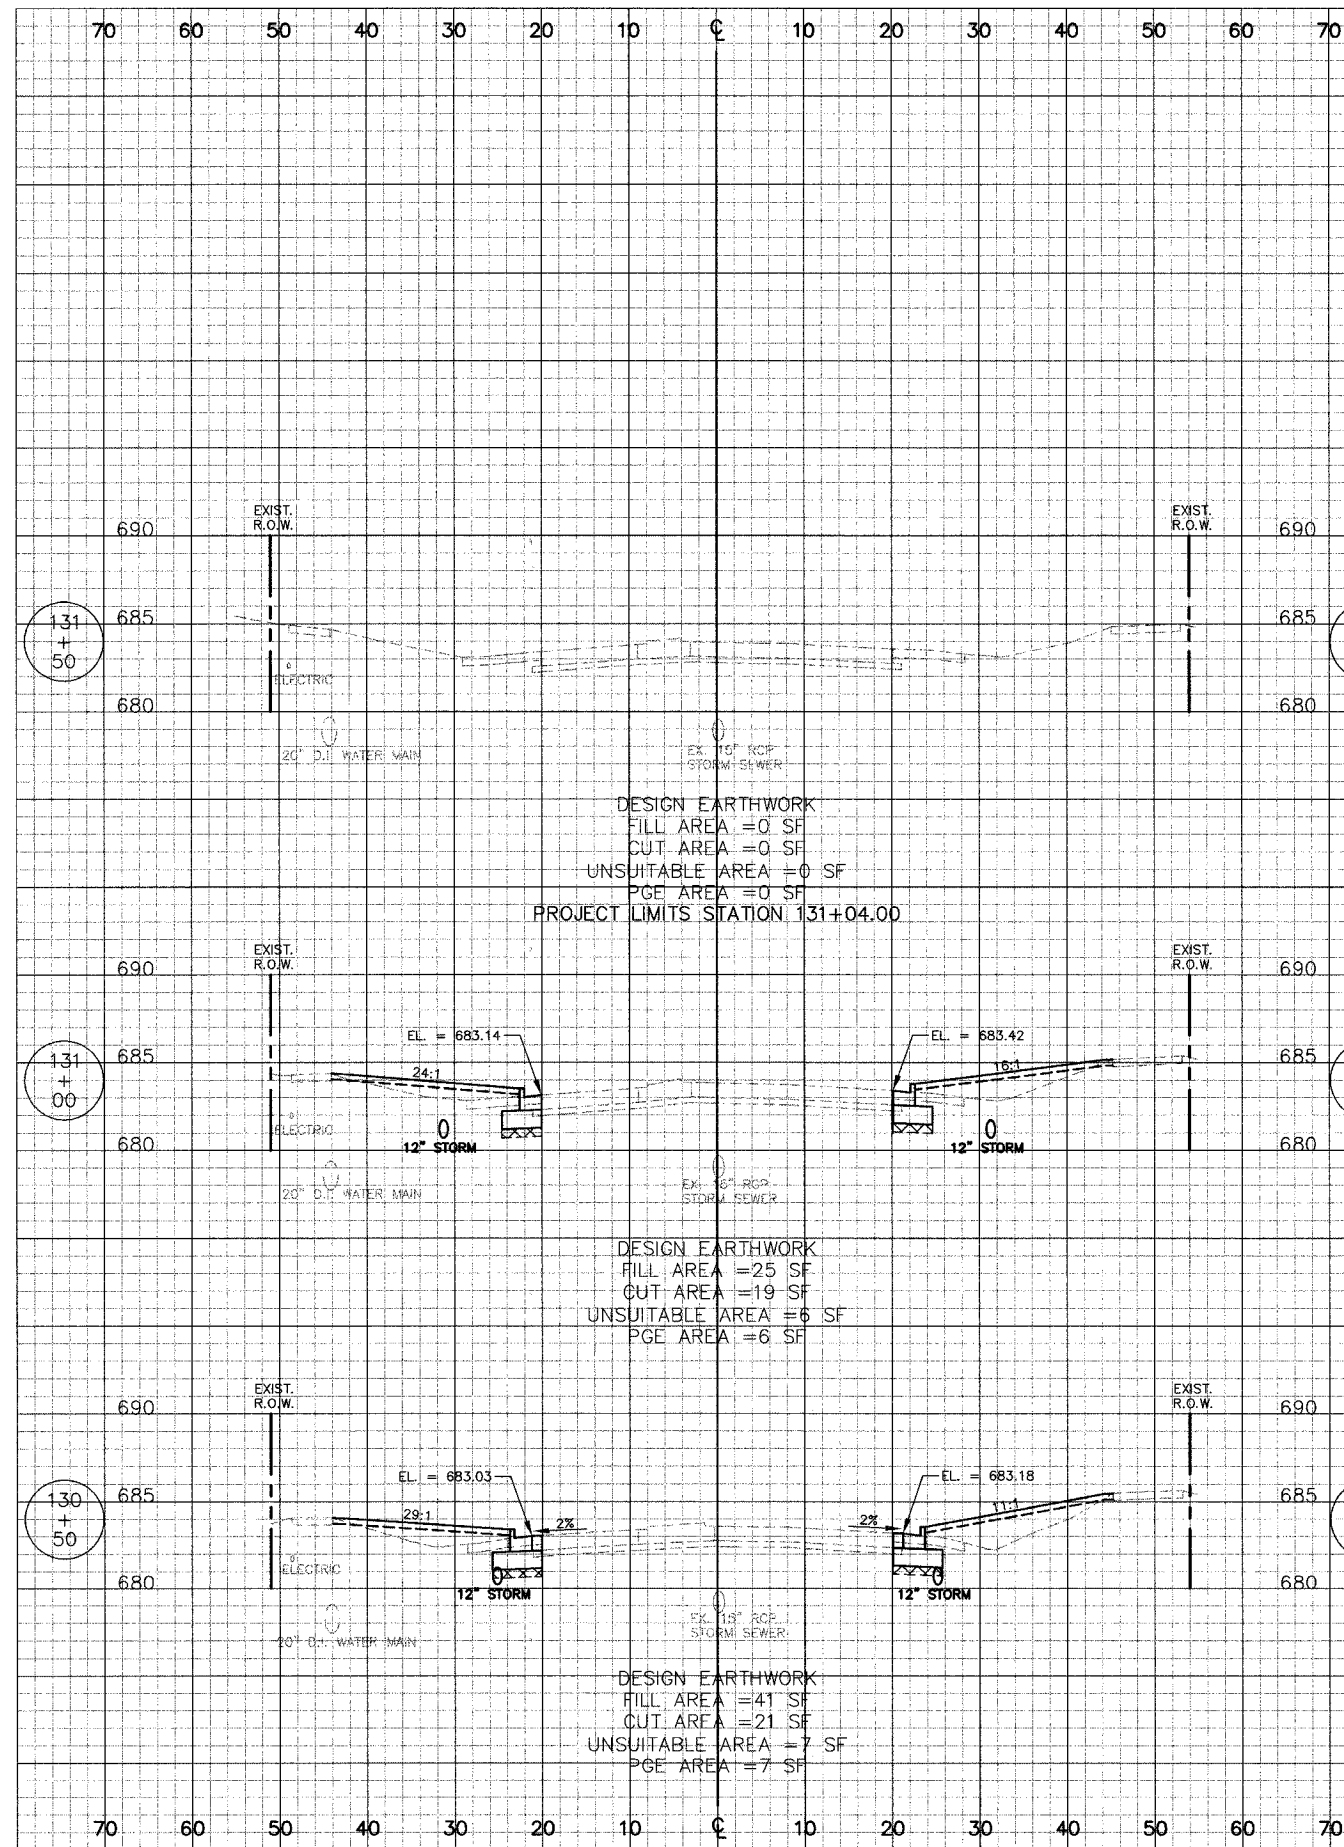 70 60 50 40 30 20 10 ℄ 10 20 30 40 50 60 70
EXIST.
R.O.W.
EXIST.
R.O.W.
690 690
131
+
50
685 685
ELECTRIC
680 680
20" D.I. WATER MAIN
EX. 15" RCP
STORM SEWER
DESIGN EARTHWORK
FILL AREA =0 SF
CUT AREA =0 SF
UNSUITABLE AREA =0 SF
PGE AREA =0 SF
PROJECT LIMITS STATION 131+04.00
EXIST.
R.O.W.
EXIST.
R.O.W.
690 690
EL. = 683.14 EL. = 683.42
131
+
00
685 685
24:1 16:1
ELECTRIC
680 680
12" STORM 12" STORM
20" D.I. WATER MAIN
EX. RCP
STORM SEWER
DESIGN EARTHWORK
FILL AREA =25 SF
CUT AREA =19 SF
UNSUITABLE AREA =6 SF
PGE AREA =6 SF
EXIST.
R.O.W.
EXIST.
R.O.W.
690 690
EL. = 683.03 EL. = 683.18
130
+
50
685 685
29:1 2% 2% 11:1
ELECTRIC
680 680
12" STORM 12" STORM
20" D.I. WATER MAIN
EX. 15" RCP
STORM SEWER
DESIGN EARTHWORK
FILL AREA =41 SF
CUT AREA =21 SF
UNSUITABLE AREA =7 SF
PGE AREA =7 SF
70 60 50 40 30 20 10 ℄ 10 20 30 40 50 60 70